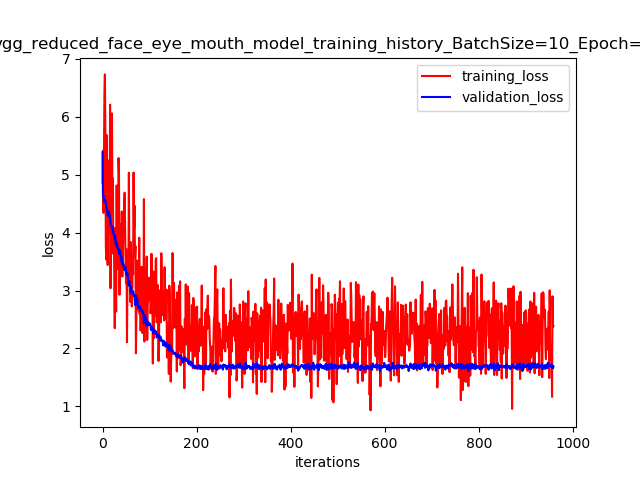 vgg_reduced_face_eye_mouth_model_training_history_BatchSize=10_Epoch=
7
6
5
4
3
2
1
loss
training_loss
validation_loss
0 200 400 600 800 1000
iterations